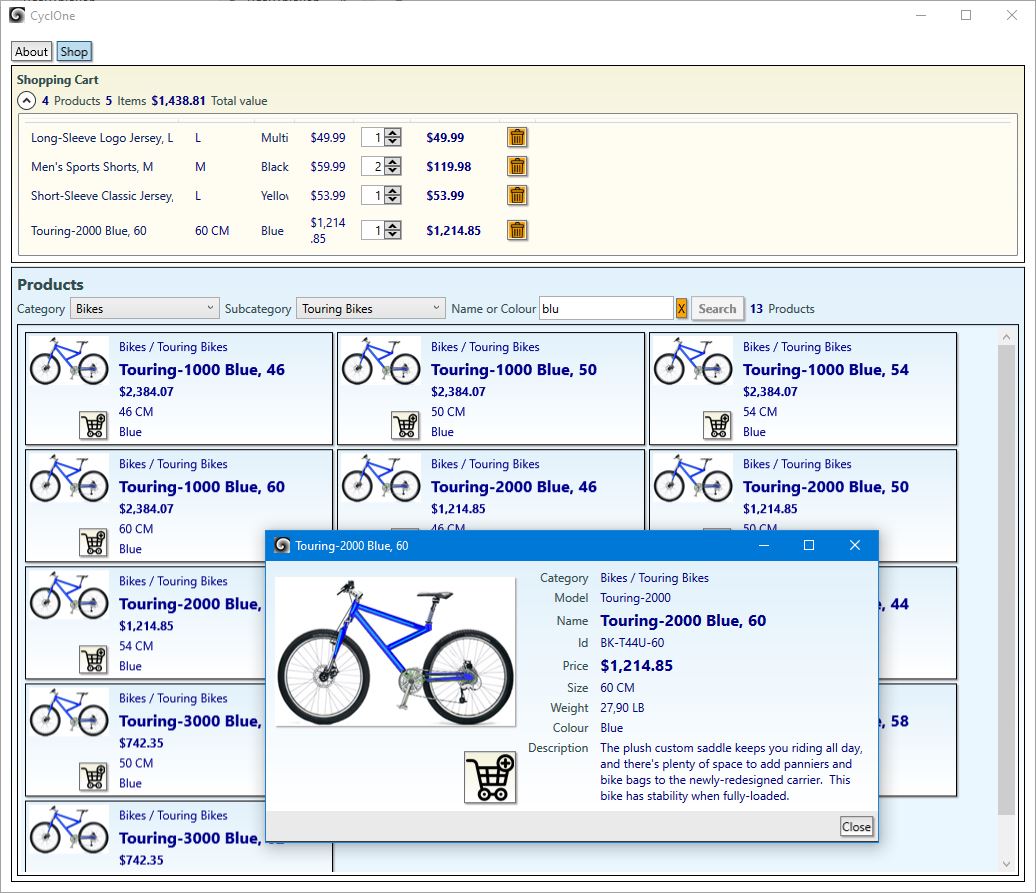 CyclOne
About Shop
Shopping Cart
4 Products 5 Items $1,438.81 Total value
Long-Sleeve Logo Jersey, L L Multi $49.99 1 $49.99
Men's Sports Shorts, M M Black $59.99 2 $119.98
Short-Sleeve Classic Jersey, L Yellov $53.99 1 $53.99
Touring-2000 Blue, 60 60 CM Blue $1,214 1 $1,214.85
.85
Products
Category Bikes Subcategory Touring Bikes Name or Colour blu X Search 13 Products
Bikes / Touring Bikes
Touring-1000 Blue, 46
$2,384.07
46 CM
Blue
Bikes / Touring Bikes
Touring-1000 Blue, 50
$2,384.07
50 CM
Blue
Bikes / Touring Bikes
Touring-1000 Blue, 54
$2,384.07
54 CM
Blue
Bikes / Touring Bikes
Touring-1000 Blue, 60
$2,384.07
60 CM
Blue
Bikes / Touring Bikes
Touring-2000 Blue, 46
$1,214.85
46 CM
Bikes / Touring Bikes
Touring-2000 Blue, 50
$1,214.85
50 CM
Bikes / Touring Bikes
Touring-2000 Blue,
$1,214.85
54 CM
Blue
, 44
Bikes / Touring Bikes
Touring-3000 Blue,
$742.35
50 CM
Blue
, 58
Bikes / Touring Bikes
Touring-3000 Blue,
$742.35
Touring-2000 Blue, 60
Category Bikes / Touring Bikes
Model Touring-2000
Name Touring-2000 Blue, 60
Id BK-T44U-60
Price $1,214.85
Size 60 CM
Weight 27,90 LB
Colour Blue
Description The plush custom saddle keeps you riding all day,
and there's plenty of space to add panniers and
bike bags to the newly-redesigned carrier. This
bike has stability when fully-loaded.
Close